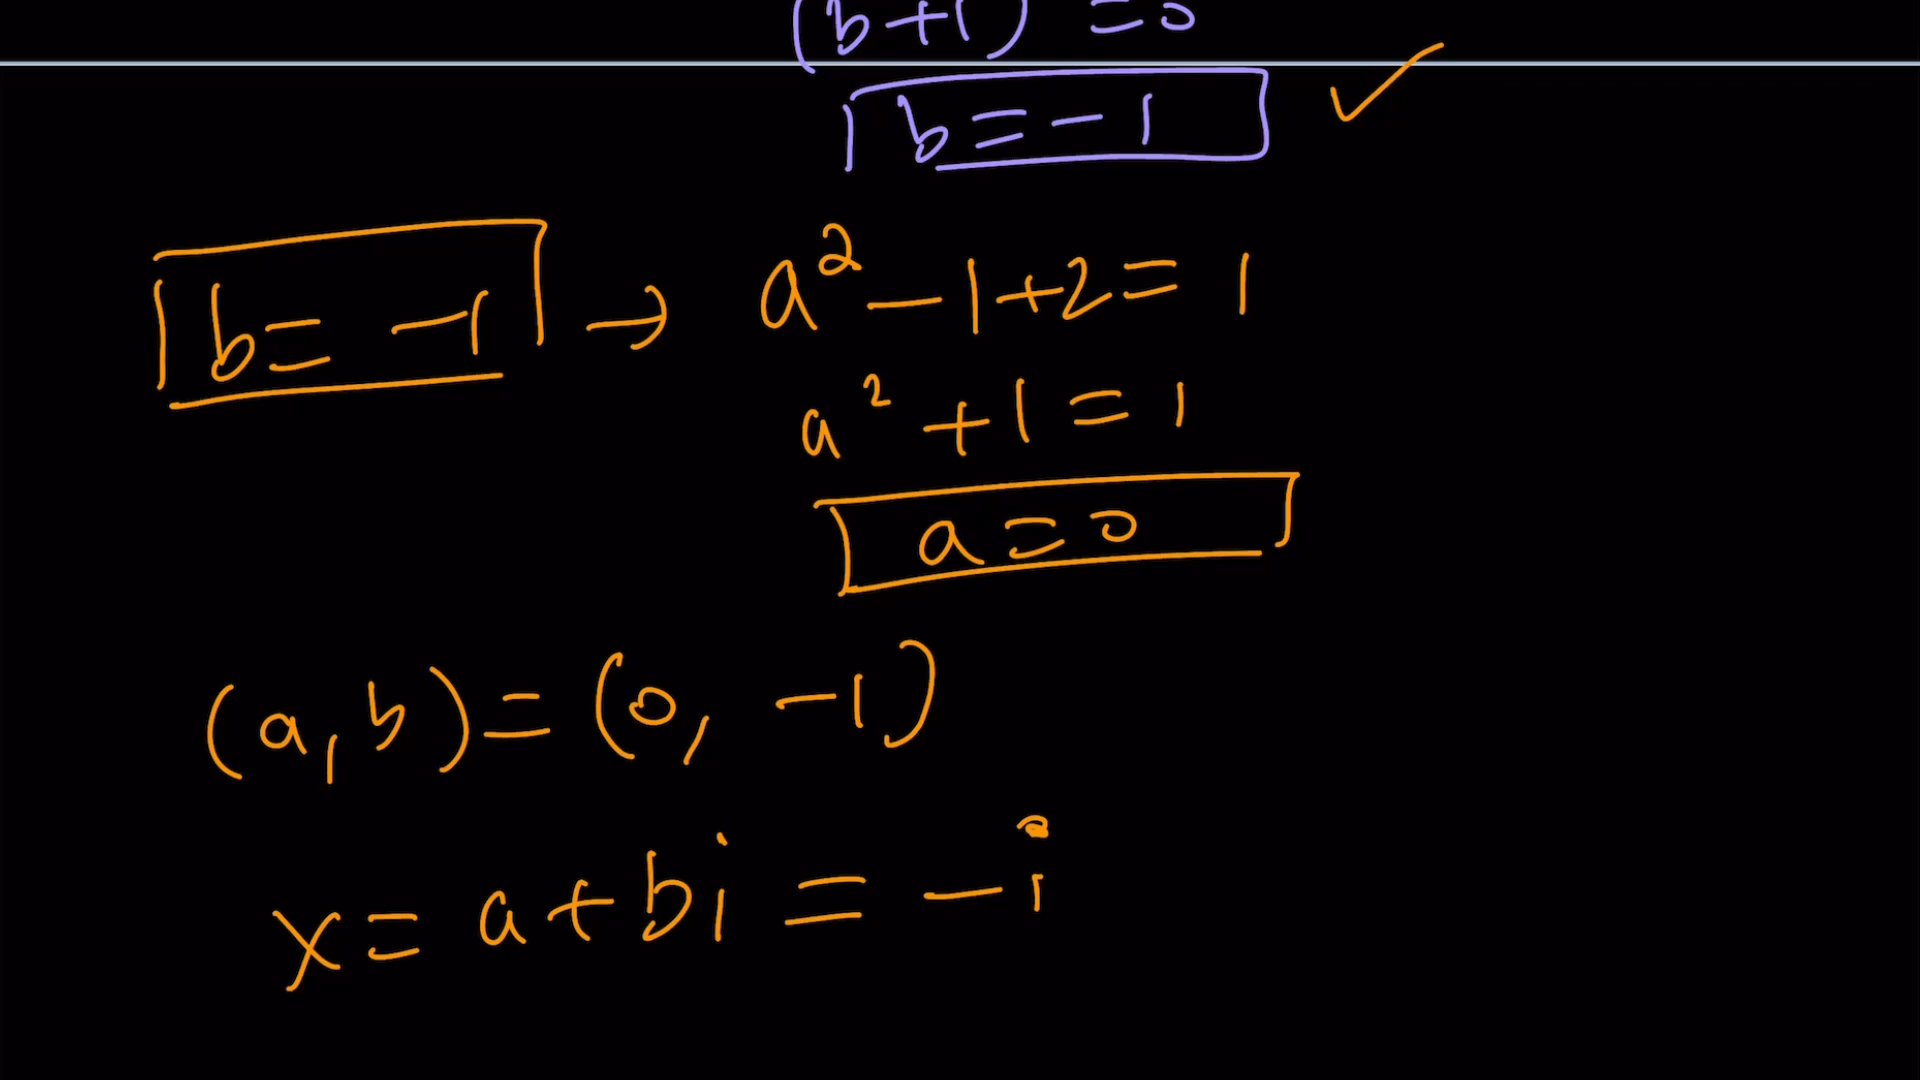 (b+1) = 0
b = -1 ✓
b = -1 → a² - 1 + 2 = 1
a² + 1 = 1
a = 0
(a, b) = (0, -1)
x = a + bi = -i